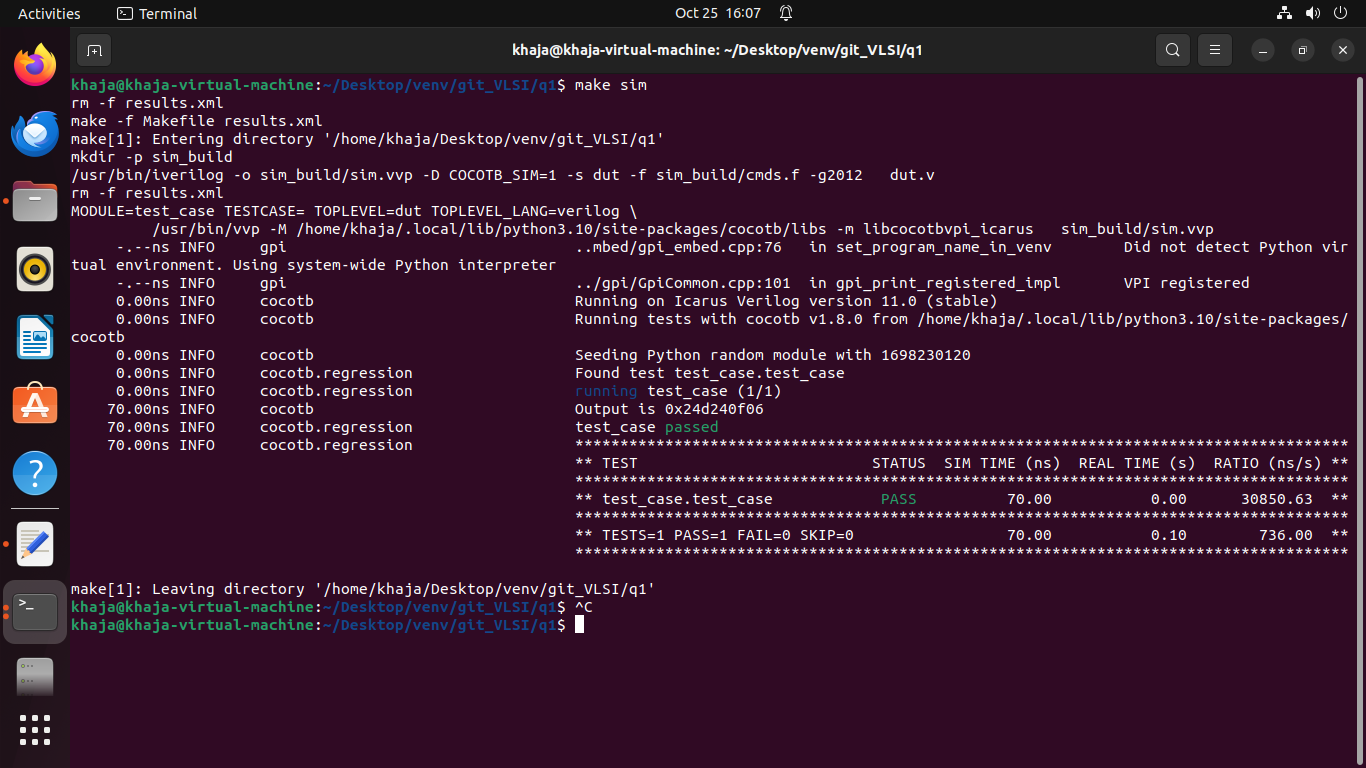 Activities Terminal Oct 25 16:07
khaja@khaja-virtual-machine: ~/Desktop/venv/git_VLSI/q1
khaja@khaja-virtual-machine:~/Desktop/venv/git_VLSI/q1$ make sim
rm -f results.xml
make -f Makefile results.xml
make[1]: Entering directory '/home/khaja/Desktop/venv/git_VLSI/q1'
mkdir -p sim_build
/usr/bin/iverilog -o sim_build/sim.vvp -D COCOTB_SIM=1 -s dut -f sim_build/cmds.f -g2012   dut.v
rm -f results.xml
MODULE=test_case TESTCASE= TOPLEVEL=dut TOPLEVEL_LANG=verilog \
         /usr/bin/vvp -M /home/khaja/.local/lib/python3.10/site-packages/cocotb/libs -m libcocotbvpi_icarus   sim_build/sim.vvp
     -.--ns INFO     gpi                                ..mbed/gpi_embed.cpp:76   in set_program_name_in_venv        Did not detect Python vir
tual environment. Using system-wide Python interpreter
     -.--ns INFO     gpi                                ../gpi/GpiCommon.cpp:101  in gpi_print_registered_impl       VPI registered
     0.00ns INFO     cocotb                             Running on Icarus Verilog version 11.0 (stable)
     0.00ns INFO     cocotb                             Running tests with cocotb v1.8.0 from /home/khaja/.local/lib/python3.10/site-packages/
cocotb
     0.00ns INFO     cocotb                             Seeding Python random module with 1698230120
     0.00ns INFO     cocotb.regression                  Found test test_case.test_case
     0.00ns INFO     cocotb.regression                  running test_case (1/1)
    70.00ns INFO     cocotb                             Output is 0x24d240f06
    70.00ns INFO     cocotb.regression                  test_case passed
    70.00ns INFO     cocotb.regression                  **************************************************************************************
                                                        ** TEST                          STATUS  SIM TIME (ns)  REAL TIME (s)  RATIO (ns/s) **
                                                        **************************************************************************************
                                                        ** test_case.test_case            PASS          70.00           0.00      30850.63  **
                                                        **************************************************************************************
                                                        ** TESTS=1 PASS=1 FAIL=0 SKIP=0                 70.00           0.10        736.00  **
                                                        **************************************************************************************
make[1]: Leaving directory '/home/khaja/Desktop/venv/git_VLSI/q1'
khaja@khaja-virtual-machine:~/Desktop/venv/git_VLSI/q1$ ^C
khaja@khaja-virtual-machine:~/Desktop/venv/git_VLSI/q1$